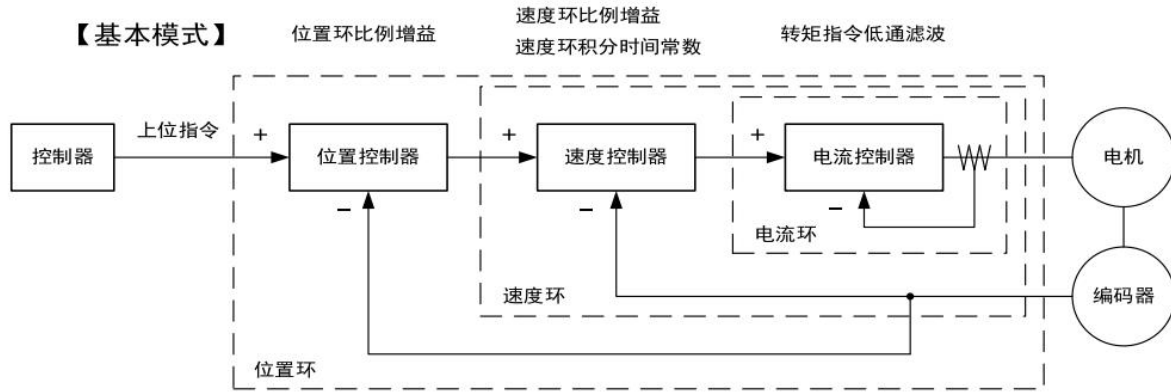 【基本模式】
位置环比例增益
速度环比例增益
速度环积分时间常数
转矩指令低通滤波
控制器
上位指令
+
位置控制器
−
+
速度控制器
−
+
电流控制器
−
电机
电流环
速度环
编码器
位置环